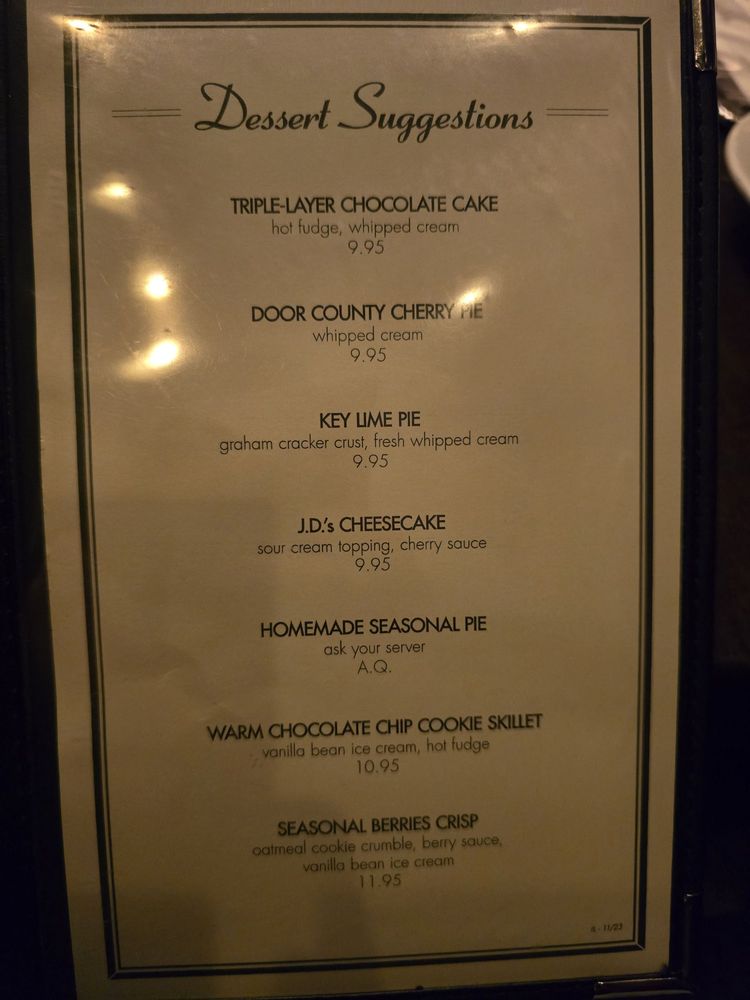 Dessert Suggestions
TRIPLE-LAYER CHOCOLATE CAKE
hot fudge, whipped cream
9.95
DOOR COUNTY CHERRY PIE
whipped cream
9.95
KEY LIME PIE
graham cracker crust, fresh whipped cream
9.95
J.D.'s CHEESECAKE
sour cream topping, cherry sauce
9.95
HOMEMADE SEASONAL PIE
ask your server
A.Q.
WARM CHOCOLATE CHIP COOKIE SKILLET
vanilla bean ice cream, hot fudge
10.95
SEASONAL BERRIES CRISP
oatmeal cookie crumble, berry sauce,
vanilla bean ice cream
11.95
11/23